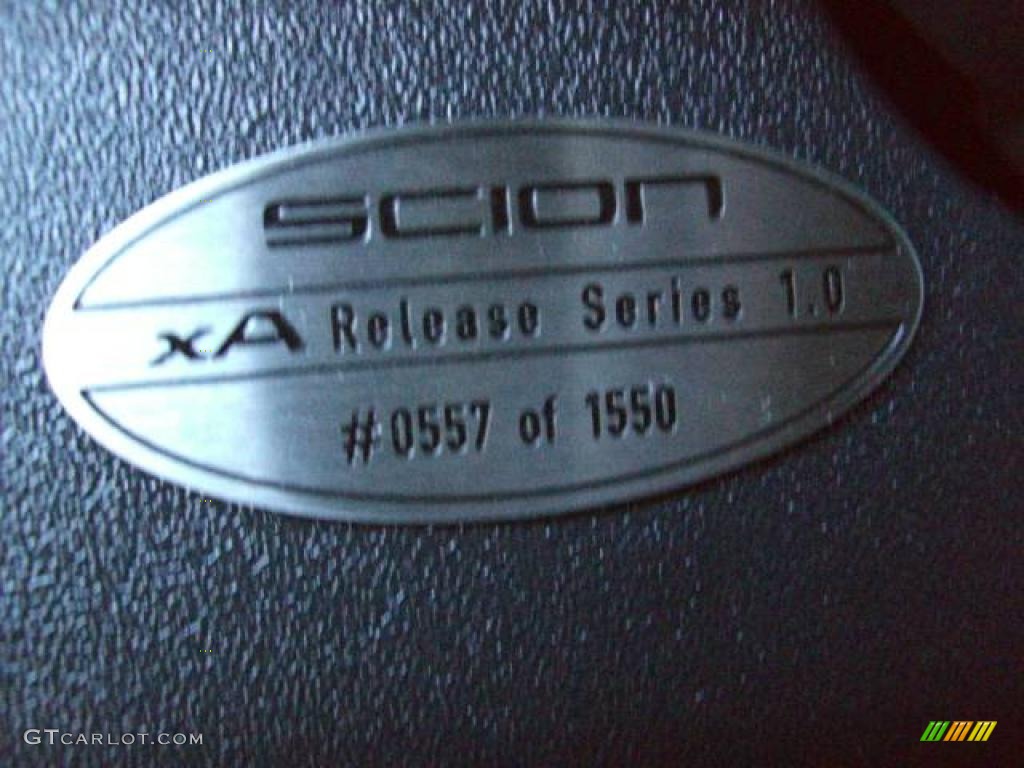 SCION
xA Release Series 1.0
#0557 of 1550
GTCARLOT.COM